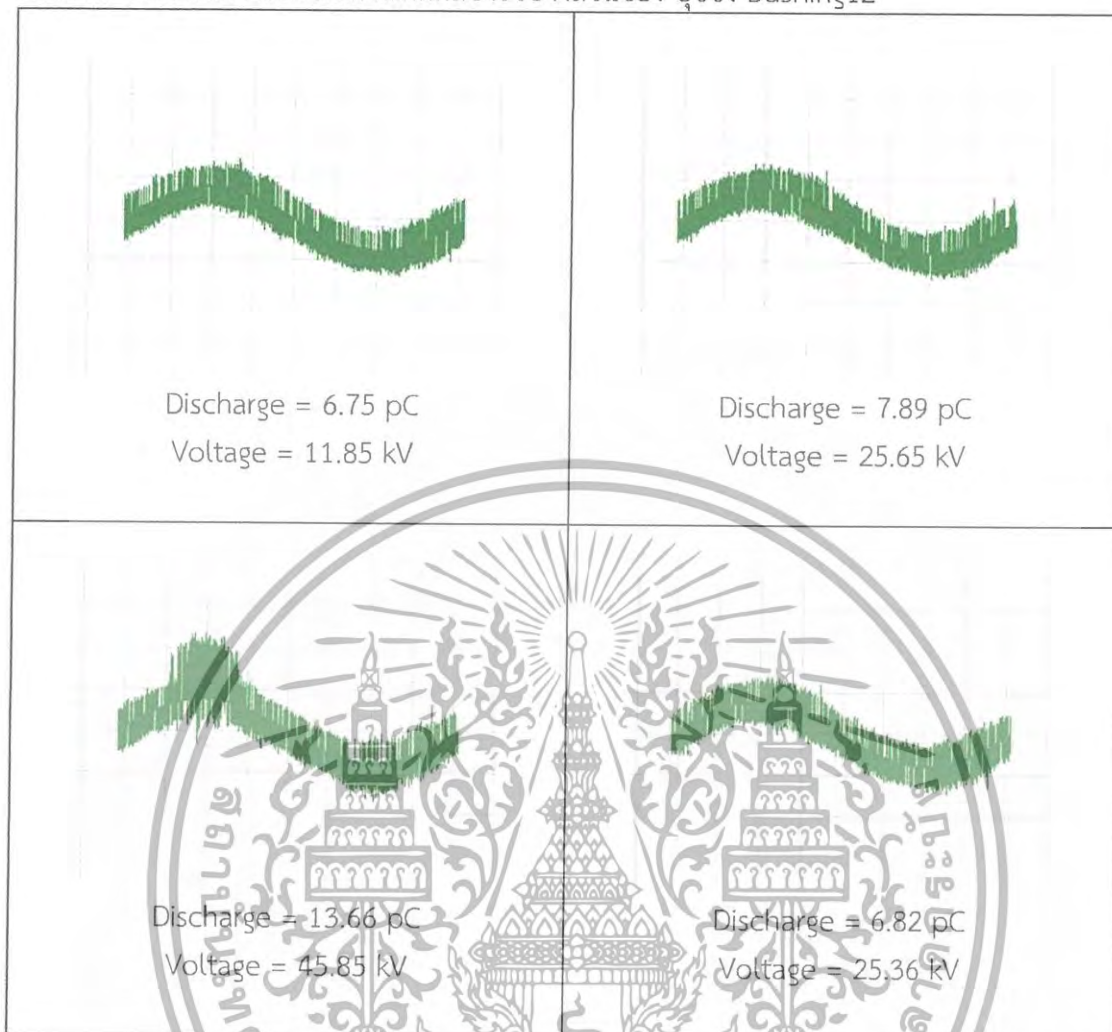 Bushing12
Discharge = 6.75 pC
Voltage = 11.85 kV
Discharge = 7.89 pC
Voltage = 25.65 kV
Discharge = 13.66 pC
Voltage = 45.85 kV
Discharge = 6.82 pC
Voltage = 25.36 kV